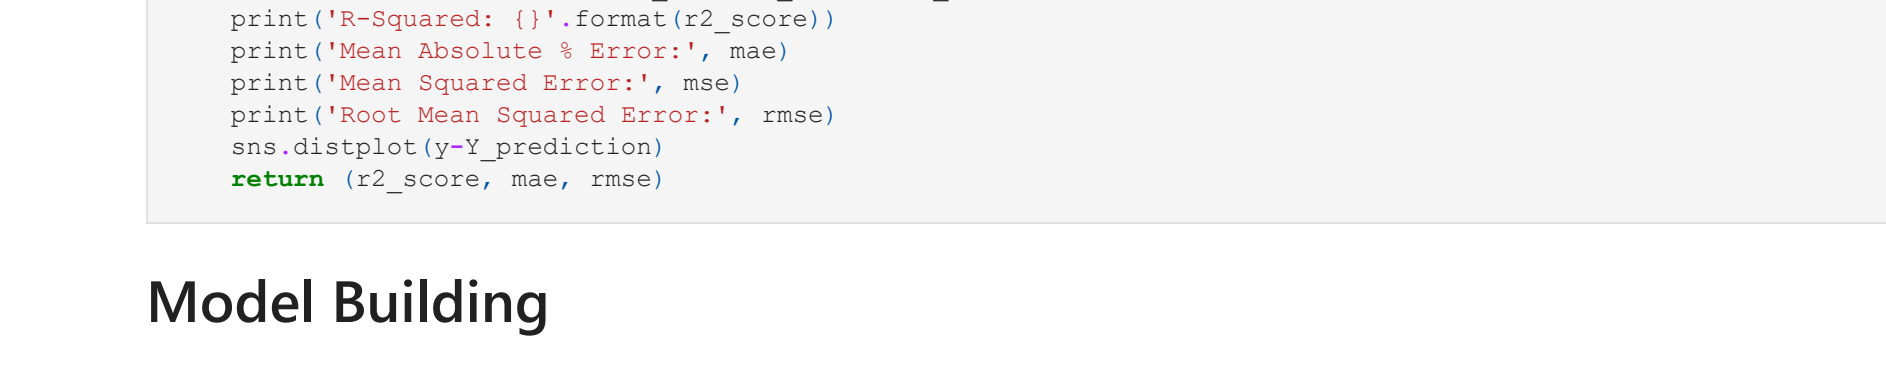 print('R-Squared: {}'.format(r2_score))
print('Mean Absolute % Error:', mae)
print('Mean Squared Error:', mse)
print('Root Mean Squared Error:', rmse)
sns.distplot(y-Y_prediction)
return (r2_score, mae, rmse)
Model Building